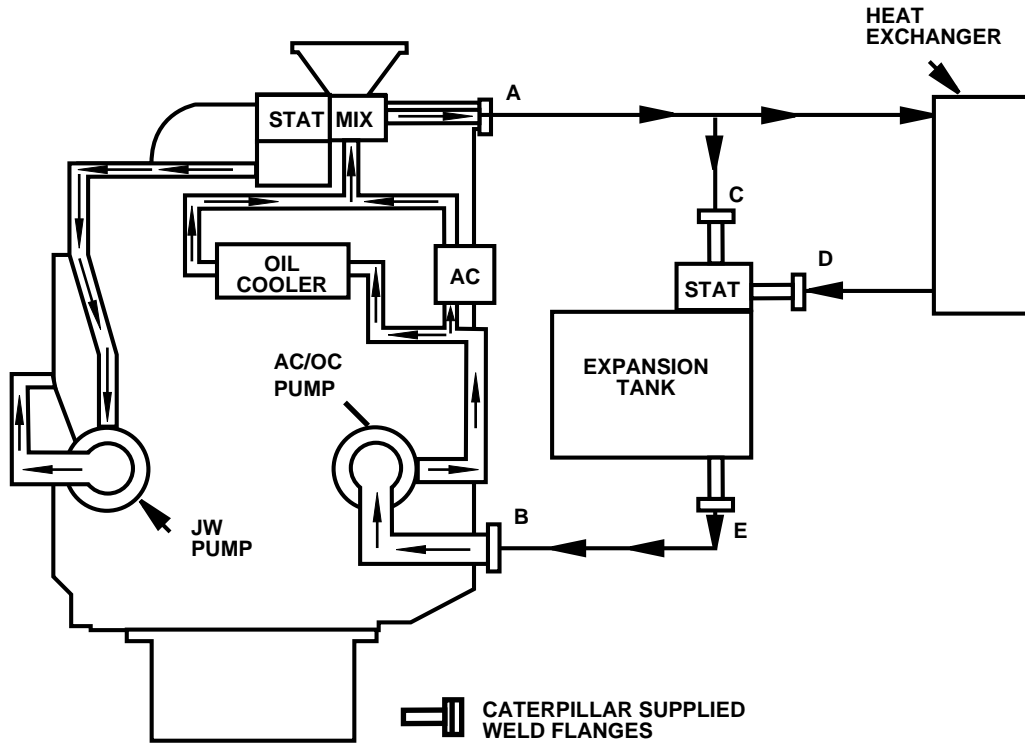 HEAT
EXCHANGER
A
STAT
MIX
C
D
OIL
COOLER
AC
STAT
EXPANSION
TANK
AC/OC
PUMP
B
E
JW
PUMP
CATERPILLAR SUPPLIED
WELD FLANGES